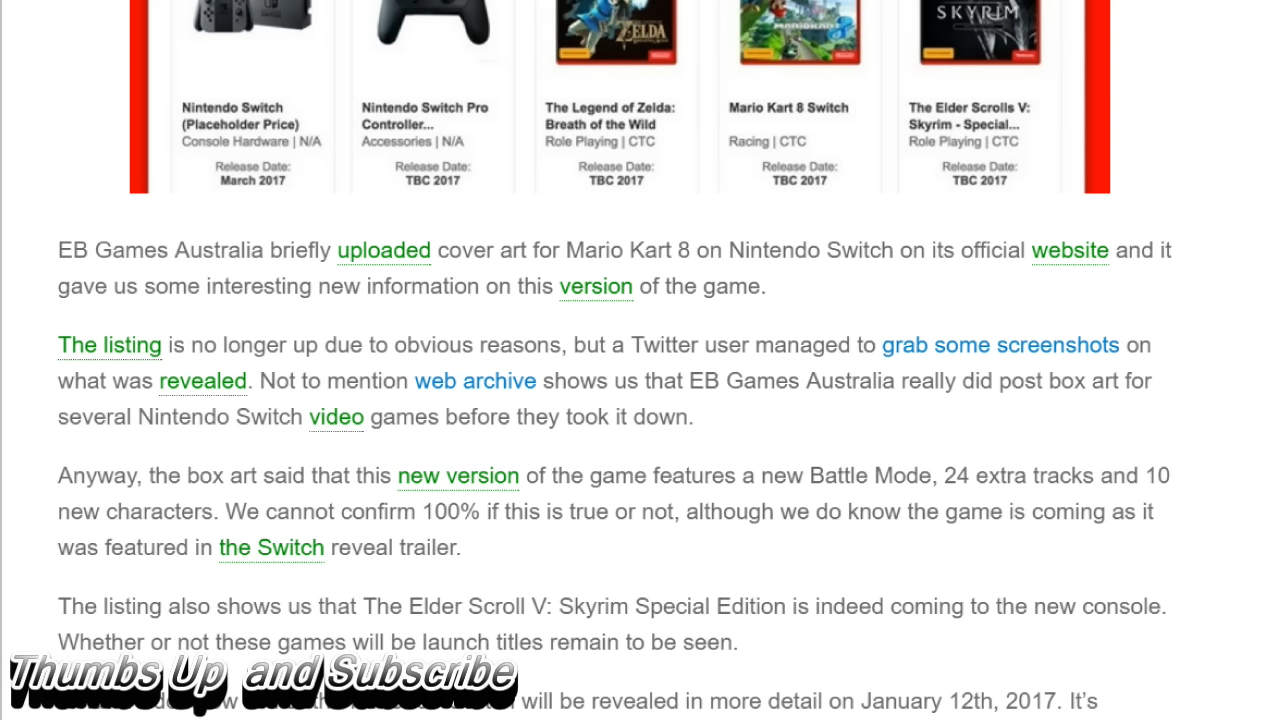 ZELDA
MARIOKART 8
SKYRIM
Nintendo Switch
(Placeholder Price)
Console Hardware | N/A
Release Date:
March 2017
Nintendo Switch Pro
Controller...
Accessories | N/A
Release Date:
TBC 2017
The Legend of Zelda:
Breath of the Wild
Role Playing | CTC
Release Date:
TBC 2017
Mario Kart 8 Switch
Racing | CTC
Release Date:
TBC 2017
The Elder Scrolls V:
Skyrim - Special...
Role Playing | CTC
Release Date:
TBC 2017
EB Games Australia briefly uploaded cover art for Mario Kart 8 on Nintendo Switch on its official website and it
gave us some interesting new information on this version of the game.
The listing is no longer up due to obvious reasons, but a Twitter user managed to grab some screenshots on
what was revealed. Not to mention web archive shows us that EB Games Australia really did post box art for
several Nintendo Switch video games before they took it down.
Anyway, the box art said that this new version of the game features a new Battle Mode, 24 extra tracks and 10
new characters. We cannot confirm 100% if this is true or not, although we do know the game is coming as it
was featured in the Switch reveal trailer.
The listing also shows us that The Elder Scroll V: Skyrim Special Edition is indeed coming to the new console.
Whether or not these games will be launch titles remain to be seen.
Thumbs Up and Subscribe
will be revealed in more detail on January 12th, 2017. It’s